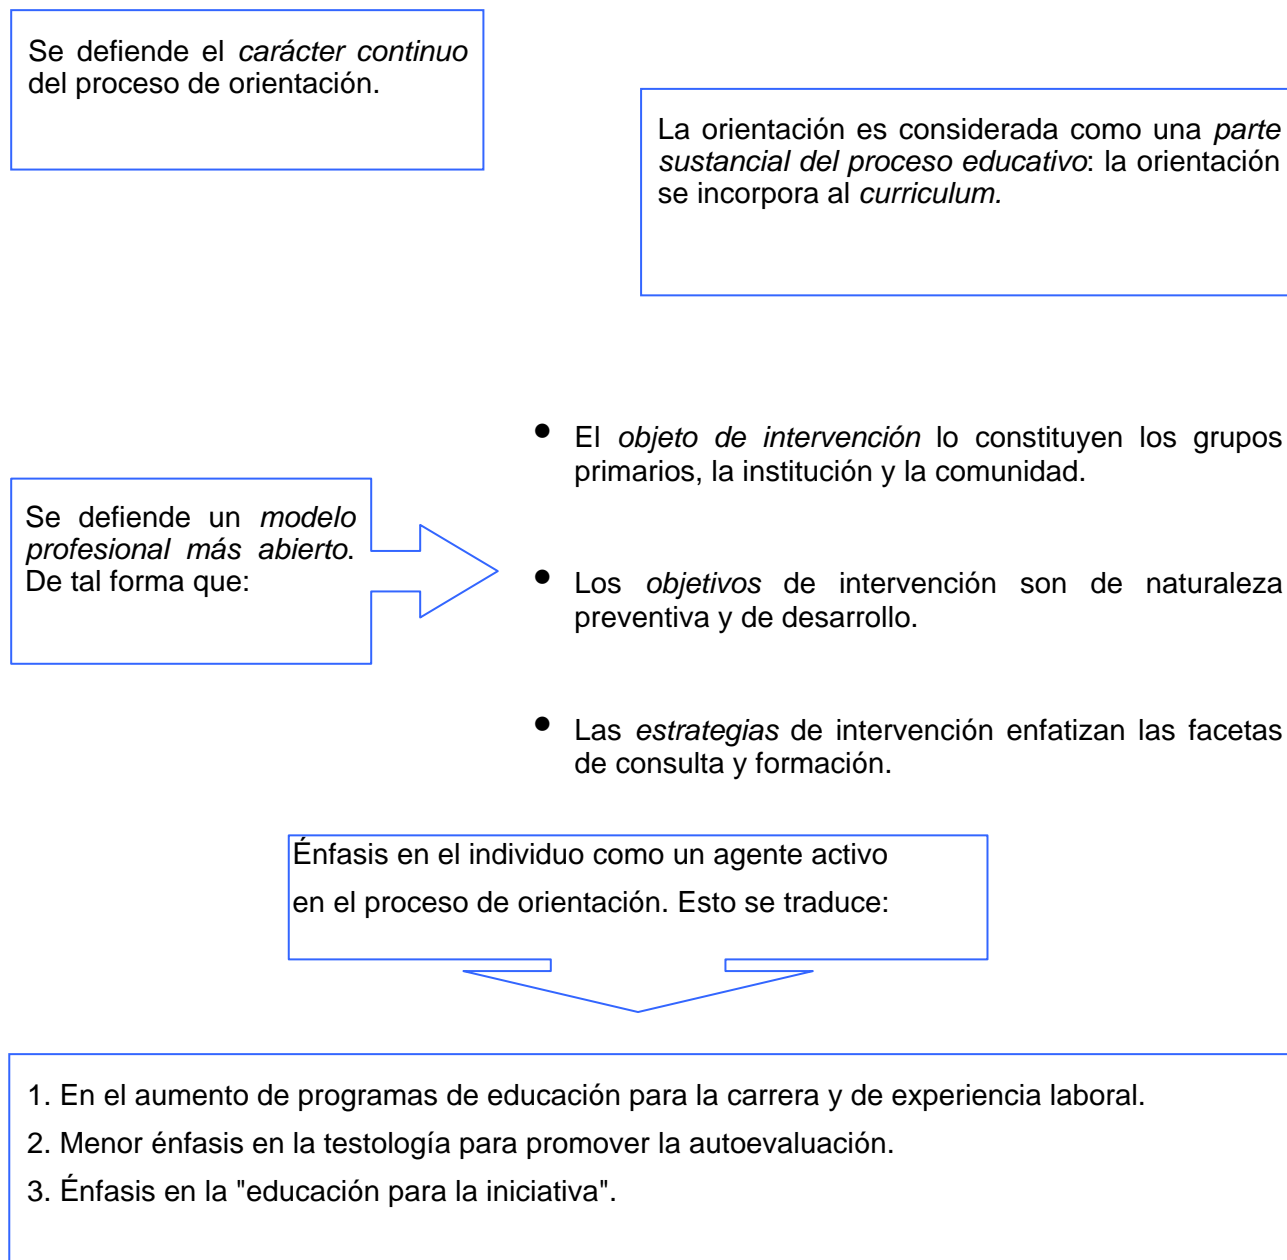 Se defiende el carácter continuo
del proceso de orientación.
La orientación es considerada como una parte
sustancial del proceso educativo: la orientación
se incorpora al curriculum.
Se defiende un modelo
profesional más abierto.
De tal forma que:
• El objeto de intervención lo constituyen los grupos
primarios, la institución y la comunidad.
• Los objetivos de intervención son de naturaleza
preventiva y de desarrollo.
• Las estrategias de intervención enfatizan las facetas
de consulta y formación.
Énfasis en el individuo como un agente activo
en el proceso de orientación. Esto se traduce:
1. En el aumento de programas de educación para la carrera y de experiencia laboral.
2. Menor énfasis en la testología para promover la autoevaluación.
3. Énfasis en la "educación para la iniciativa".